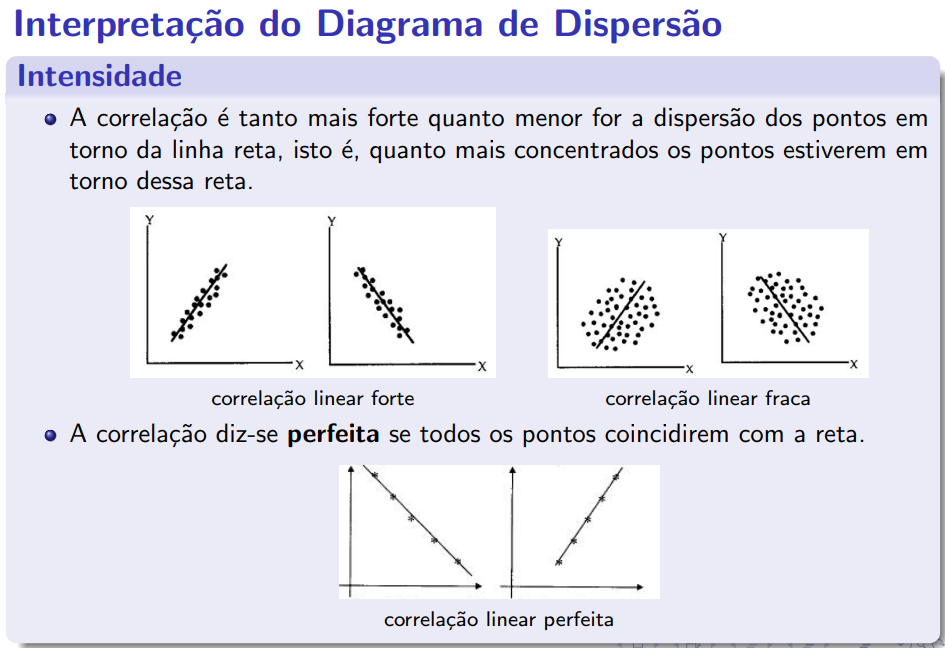 Interpretação do Diagrama de Dispersão
Intensidade
A correlação é tanto mais forte quanto menor for a dispersão dos pontos em
torno da linha reta, isto é, quanto mais concentrados os pontos estiverem em
torno dessa reta.
Y
X
Y
X
Y
X
Y
X
correlação linear forte
correlação linear fraca
A correlação diz-se perfeita se todos os pontos coincidirem com a reta.
correlação linear perfeita